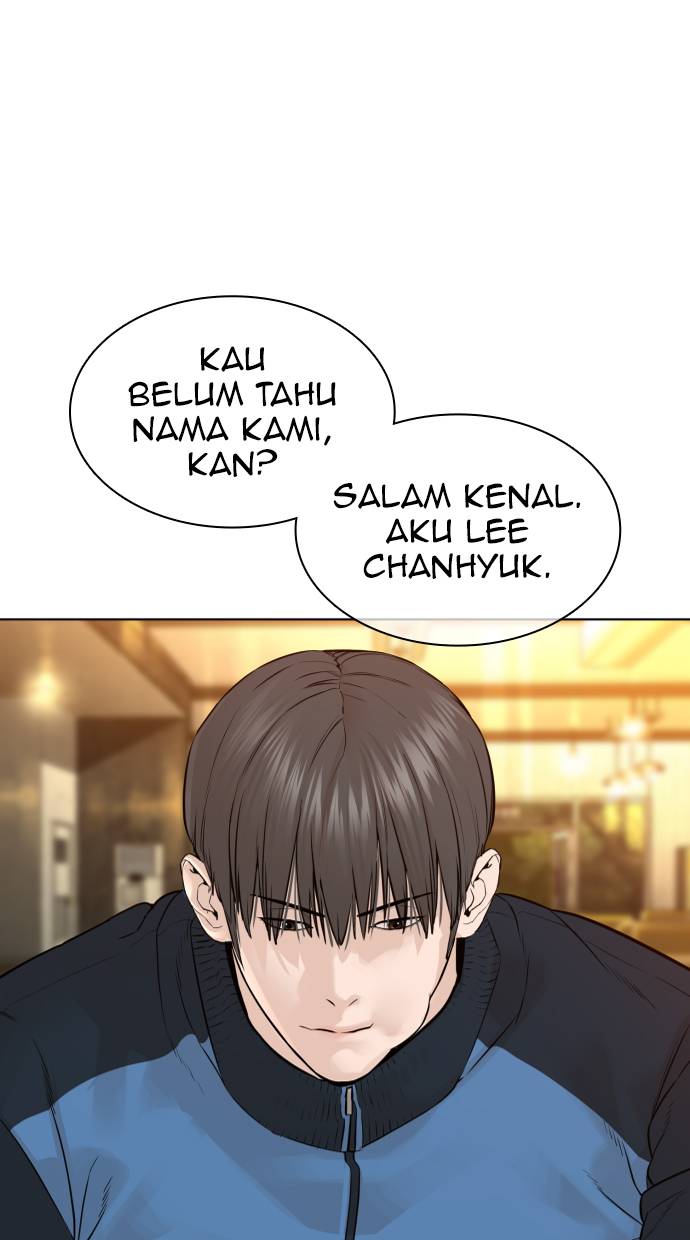 KAU
BELUM TAHU
NAMA KAMI,
KAN?
SALAM KENAL.
AKU LEE
CHANHYUK.